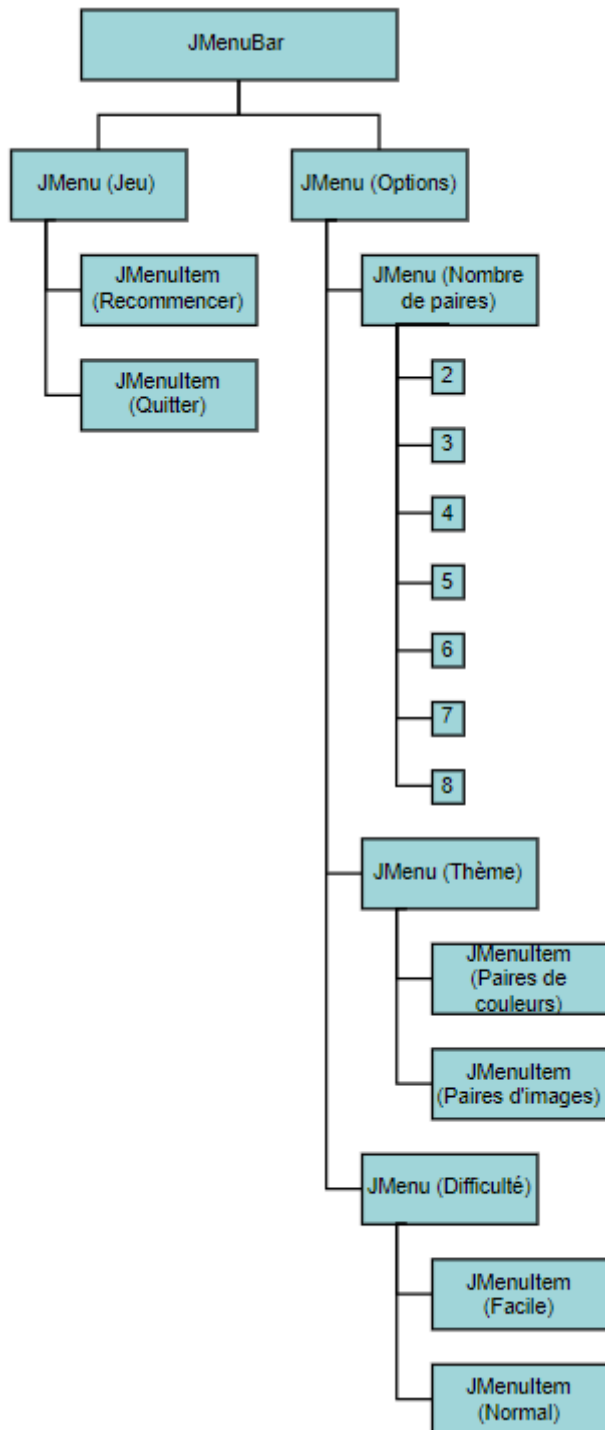 JMenuBar
JMenu (Jeu)
JMenu (Options)
JMenuItem
(Recommencer)
JMenuItem
(Quitter)
JMenu (Nombre
de paires)
2
3
4
5
6
7
8
JMenu (Thème)
JMenuItem
(Paires de
couleurs)
JMenuItem
(Paires d'images)
JMenu (Difficulté)
JMenuItem
(Facile)
JMenuItem
(Normal)